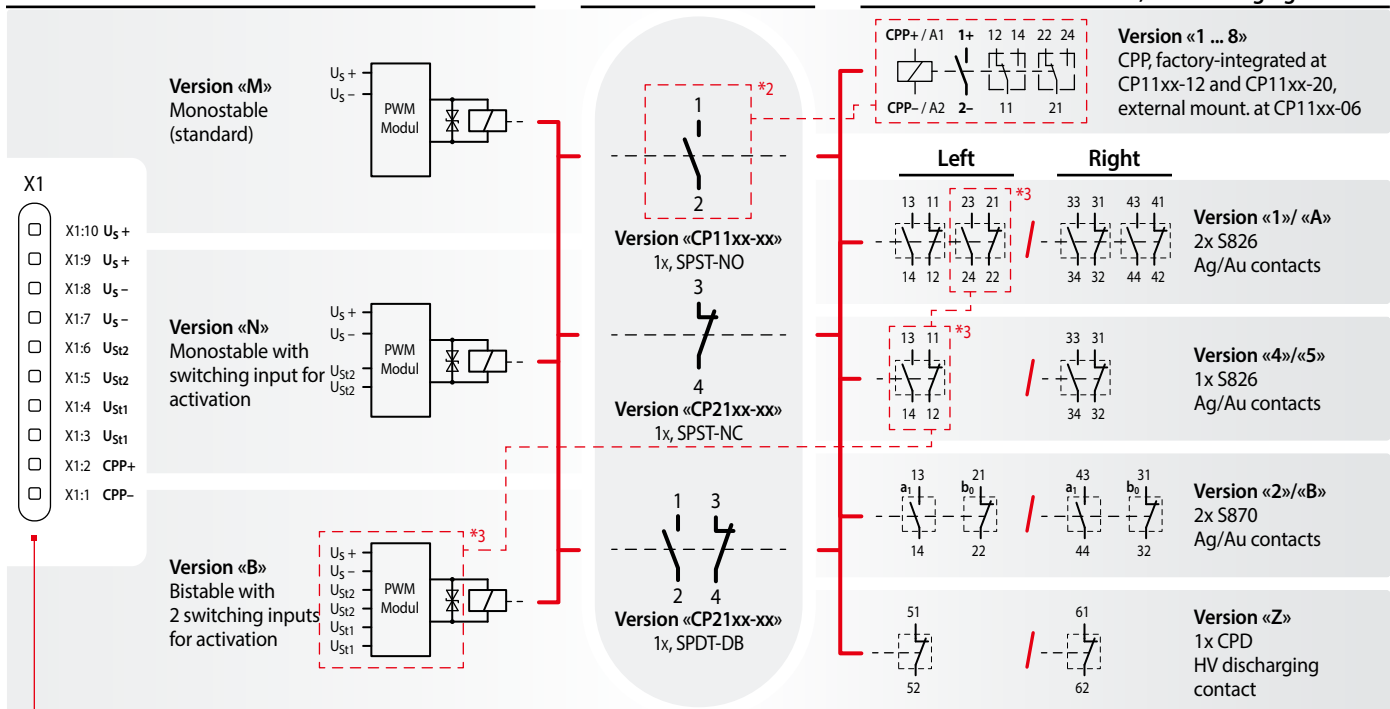 CPP+ / A1 1+ 12 14 22 24
CPP– / A2 2– 11 21
Version «1 ... 8»
CPP, factory-integrated at
CP11xx-12 and CP11xx-20,
external mount. at CP11xx-06
Version «M»
Monostable
(standard)
US +
US –
PWM
Modul
X1
X1:10 US +
X1:9 US +
X1:8 US –
X1:7 US –
X1:6 USt2
X1:5 USt2
X1:4 USt1
X1:3 USt1
X1:2 CPP+
X1:1 CPP–
Version «N»
Monostable with
switching input for
activation
US +
US –
USt2
USt2
PWM
Modul
Version «B»
Bistable with
2 switching inputs
for activation
*3
US +
US –
USt2
USt2
USt1
USt1
PWM
Modul
*2
1
2
Version «CP11xx-xx»
1x, SPST-NO
3
4
Version «CP21xx-xx»
1x, SPST-NC
1 3
2 4
Version «CP21xx-xx»
1x, SPDT-DB
Left Right
13 11 23 21 *3 33 31 43 41
14 12 24 22 34 32 44 42
Version «1»/ «A»
2x S826
Ag/Au contacts
13 11 *3 33 31
14 12 34 32
Version «4»/«5»
1x S826
Ag/Au contacts
13 21 43 31
a1 b0 a1 b0
14 22 44 32
Version «2»/«B»
2x S870
Ag/Au contacts
51 61
52 62
Version «Z»
1x CPD
HV discharging
contact